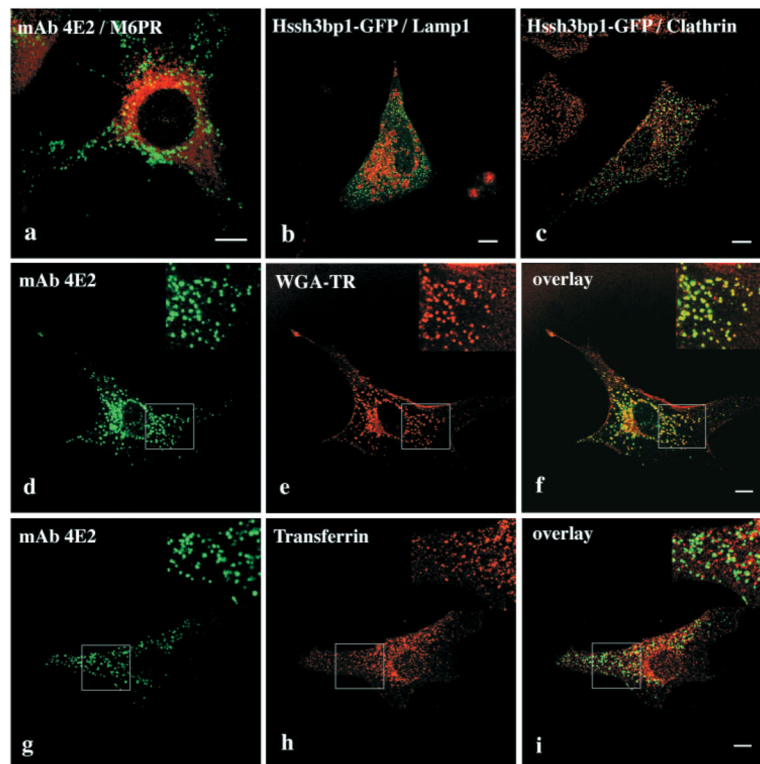 mAb 4E2 / M6PR
Hssh3bp1-GFP / Lamp1
Hssh3bp1-GFP / Clathrin
a
b
c
mAb 4E2
WGA-TR
overlay
d
e
f
mAb 4E2
Transferrin
overlay
g
h
i